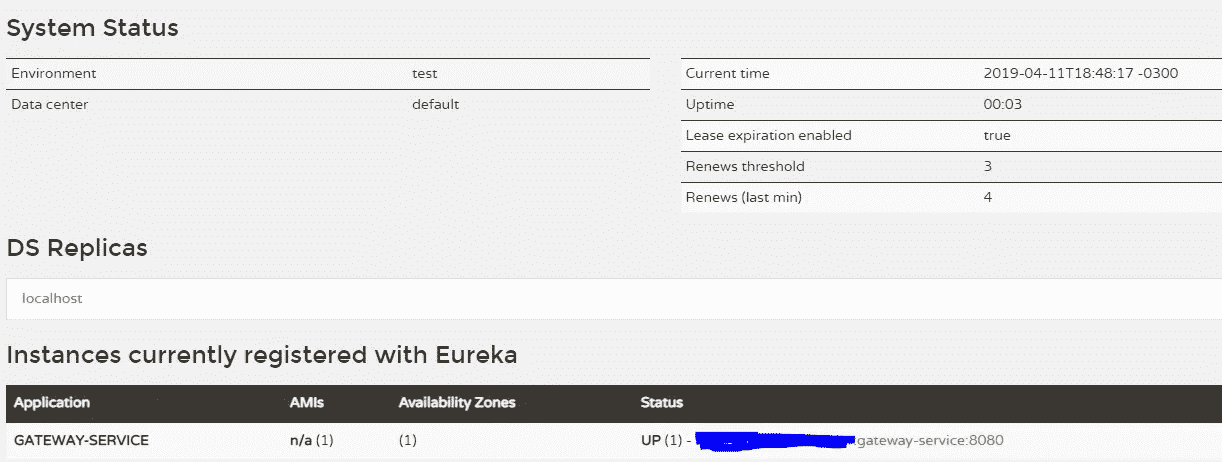 System Status
Environment test
Data center default
Current time 2019-04-11T18:48:17 -0300
Uptime 00:03
Lease expiration enabled true
Renews threshold 3
Renews (last min) 4
DS Replicas
localhost
Instances currently registered with Eureka
Application AMIs Availability Zones Status
GATEWAY-SERVICE n/a (1) (1) UP (1) - :gateway-service:8080